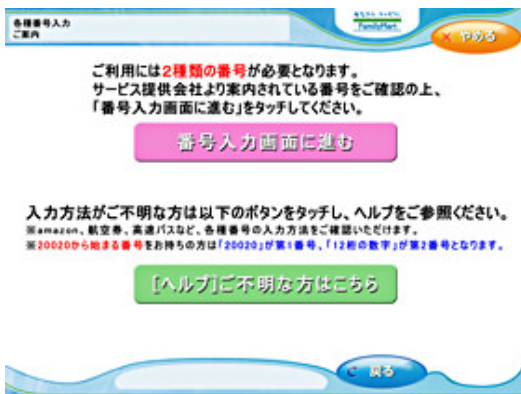 各種番号入力
ご案内
あなたと、コンビに、
FamilyMart
× やめる
ご利用には2種類の番号が必要となります。
サービス提供会社より案内されている番号をご確認の上、
「番号入力画面に進む」をタッチしてください。
番号入力画面に進む
入力方法がご不明な方は以下のボタンをタッチし、ヘルプをご参照ください。
※amazon、航空券、高速バスなど、各種番号の入力方法をご確認いただけます。
※20020から始まる番号をお持ちの方は「20020」が第1番号、「12桁の数字」が第2番号となります。
[ヘルプ]ご不明な方はこちら
戻る